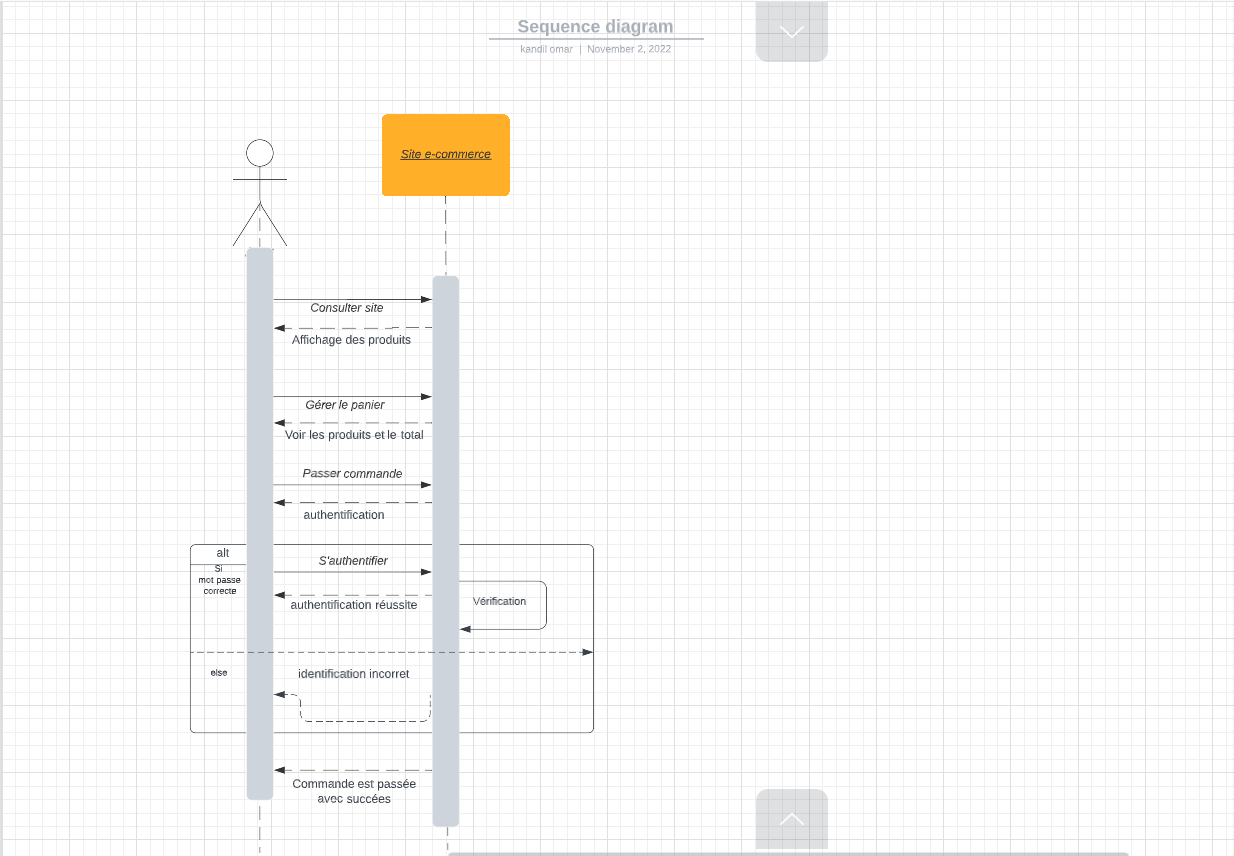 Sequence diagram
kandil omar | November 2, 2022
Site e-commerce
Consulter site
Affichage des produits
Gérer le panier
Voir les produits et le total
Passer commande
authentification
alt
S'authentifier
Si
mot passe
correcte
authentification réussite
Vérification
else
identification incorret
Commande est passée
avec succées